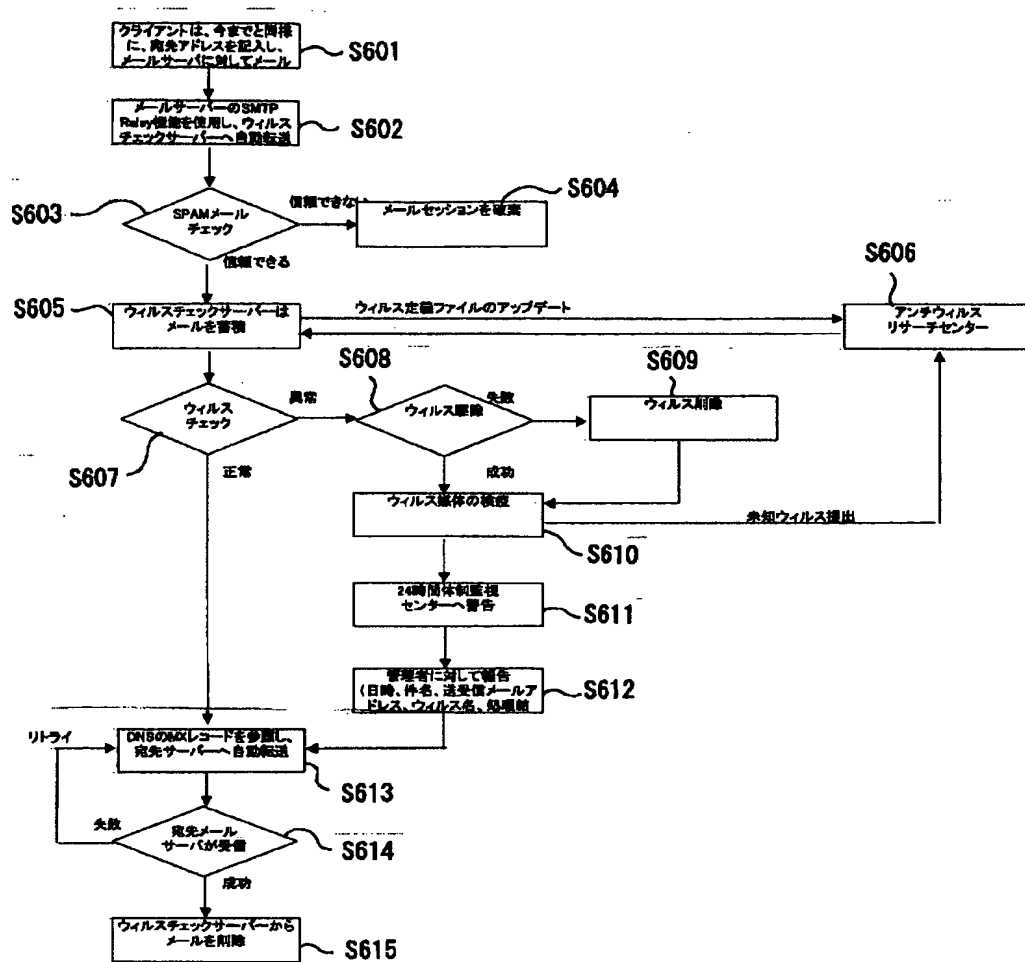 クライアントは、今までと同様
に、宛先アドレスを記入し、
メールサーバに対してメール
S601
メールサーバーのSMTP
Relay機能を使用し、ウィルス
チェックサーバーへ自動転送
S602
S603
SPAMメール
チェック
信頼できな
S604
メールセッションを破棄
信頼できる
S605
ウィルスチェックサーバーは
メールを蓄積
ウィルス定義ファイルのアップデート
S606
アンチウィルス
リサーチセンター
S607
ウィルス
チェック
異常
S608
ウィルス駆除
失敗
S609
ウィルス削除
正常
成功
ウィルス媒体の検疫
未知ウィルス提出
S610
24時間体制監視
センターへ警告
S611
管理者に対して報告
(日時、件名、送受信メールア
ドレス、ウィルス名、処理結
S612
リトライ
DNSのMXレコードを参照し、
宛先サーバーへ自動転送
S613
失敗
宛先メール
サーバが受信
S614
成功
ウィルスチェックサーバーから
メールを削除
S615